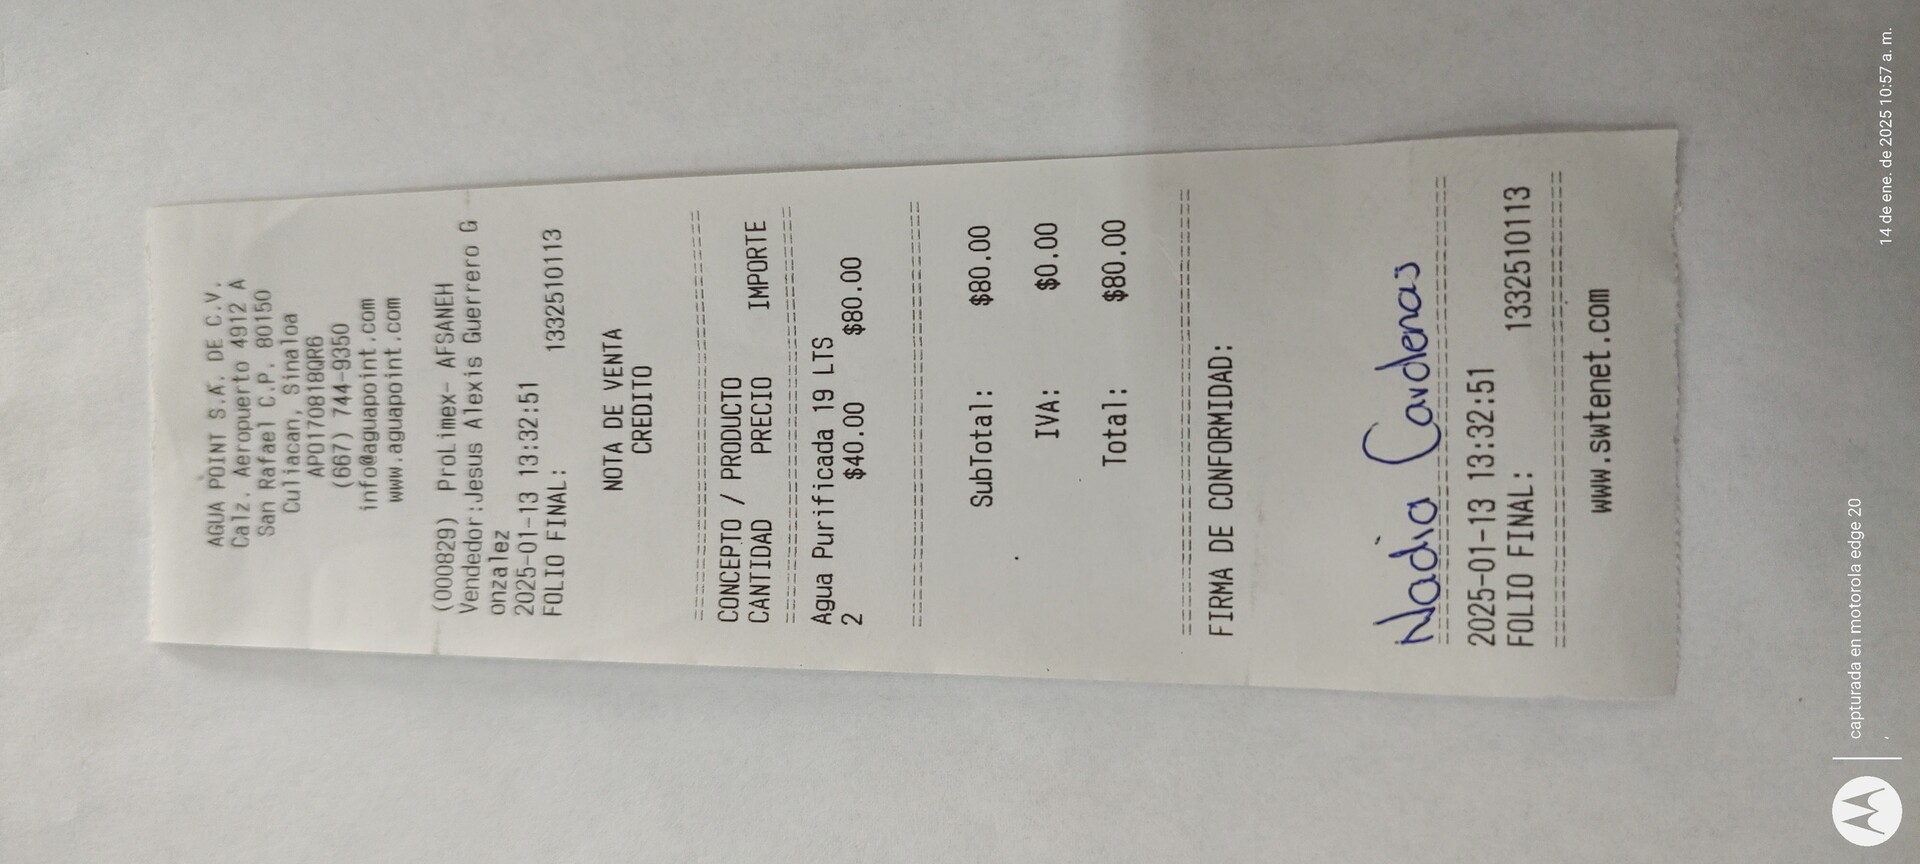 AGUA POINT S.A. DE C.V.
Calz. Aeropuerto 4912 A
San Rafael C.P. 80150
Culiacan, Sinaloa
APO170818QR6
(667) 744-9350
info@aguapoint.com
www.aguapoint.com
(000829) ProLimex- AFSANEH
Vendedor:Jesus Alexis Guerrero G
onzalez
2025-01-13 13:32:51
FOLIO FINAL: 1332510113
NOTA DE VENTA
CREDITO
================================
CONCEPTO / PRODUCTO
CANTIDAD PRECIO IMPORTE
================================
Agua Purificada 19 LTS
2 $40.00 $80.00
================================
SubTotal: $80.00
IVA: $0.00
Total: $80.00
================================
FIRMA DE CONFORMIDAD:
Nadia Cardenas
================================
2025-01-13 13:32:51
FOLIO FINAL: 1332510113
================================
www.swtenet.com
capturada en motorola edge 20
14 de ene. de 2025 10:57 a. m.